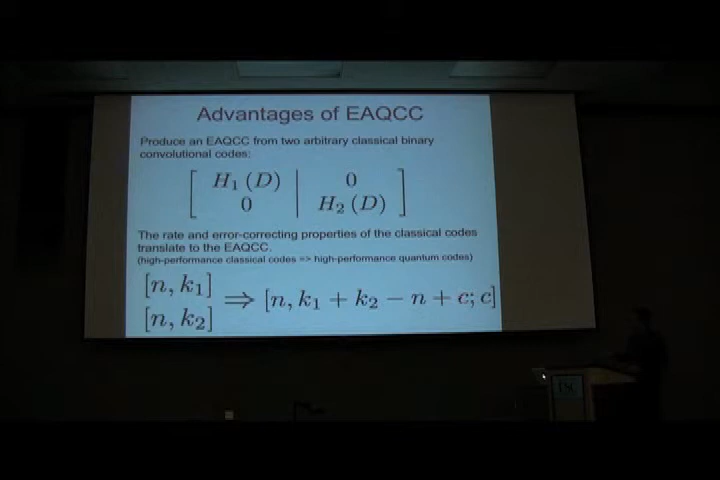 Advantages of EAQCC
Produce an EAQCC from two arbitrary classical binary
convolutional codes:
[ H₁ (D) | 0 ]
[ 0 | H₂ (D) ]
The rate and error-correcting properties of the classical codes
translate to the EAQCC.
(high-performance classical codes => high-performance quantum codes)
[n, k₁]
[n, k₂]
⟹ [n, k₁ + k₂ − n + c; c]
USC